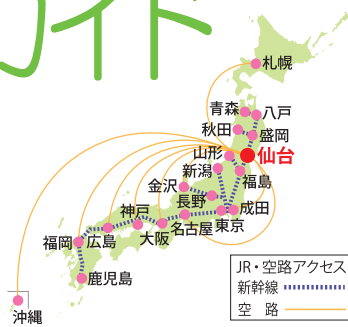 ガイド
札幌
青森
八戸
秋田
盛岡
山形
仙台
新潟
福島
金沢
長野
成田
神戸
東京
名古屋
福岡
広島
大阪
鹿児島
沖縄
JR・空路アクセス
新幹線
空 路